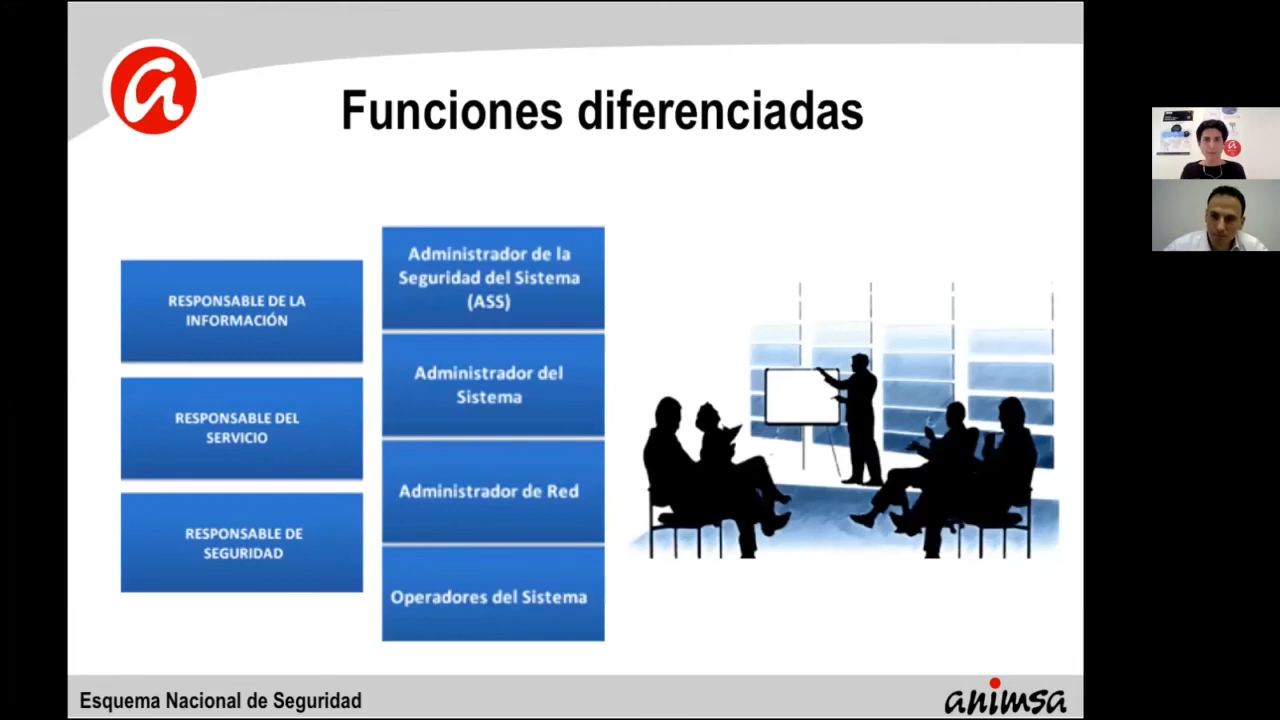 Funciones diferenciadas
RESPONSABLE DE LA
INFORMACIÓN
RESPONSABLE DEL
SERVICIO
RESPONSABLE DE
SEGURIDAD
Administrador de la
Seguridad del Sistema
(ASS)
Administrador del
Sistema
Administrador de Red
Operadores del Sistema
Esquema Nacional de Seguridad
animsa